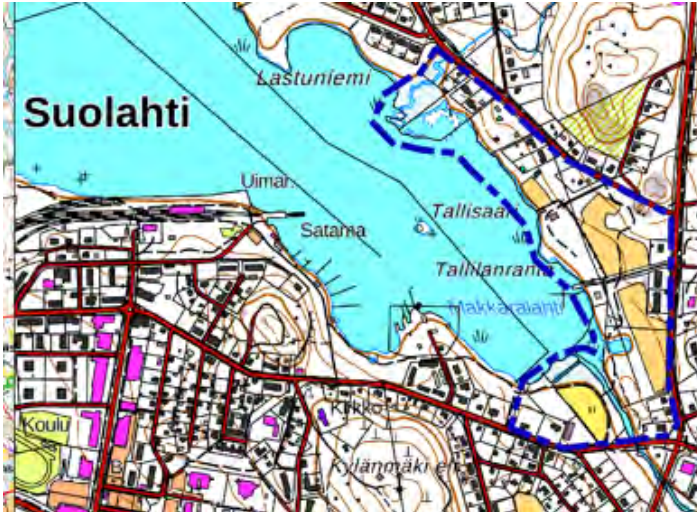 Lastuniemi
Suolahti
Uimar.
Satama
Tallisaari
Tallilanranta
Makkaralahti
Koulu
Kirkko
Kylänmäki